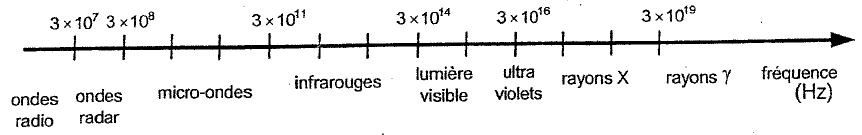 3×10⁷ 3×10⁸ 3×10¹¹ 3×10¹⁴ 3×10¹⁶ 3×10¹⁹
ondes radio
ondes radar
micro-ondes
infrarouges
lumière visible
ultra violets
rayons X
rayons γ
fréquence (Hz)